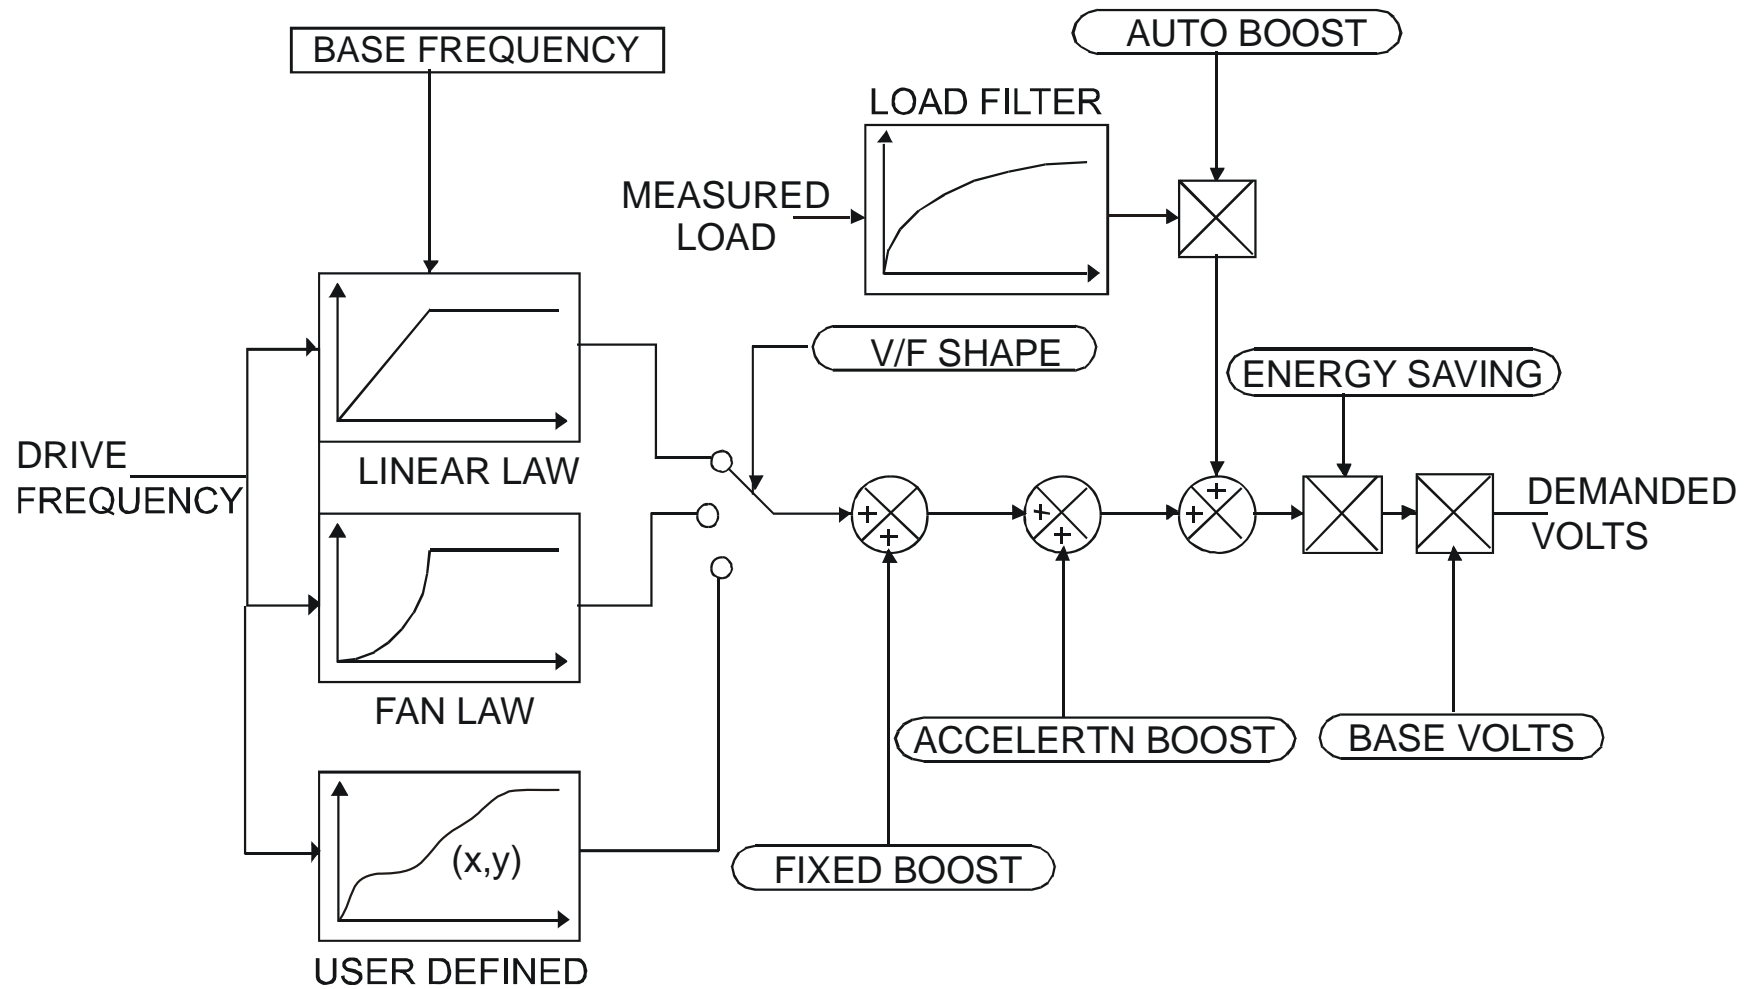 BASE FREQUENCY
AUTO BOOST
LOAD FILTER
MEASURED
LOAD
V/F SHAPE
ENERGY SAVING
DRIVE
FREQUENCY
LINEAR LAW
+
+
+
+
+
+
DEMANDED
VOLTS
FAN LAW
ACCELERTN BOOST
BASE VOLTS
(x,y)
FIXED BOOST
USER DEFINED